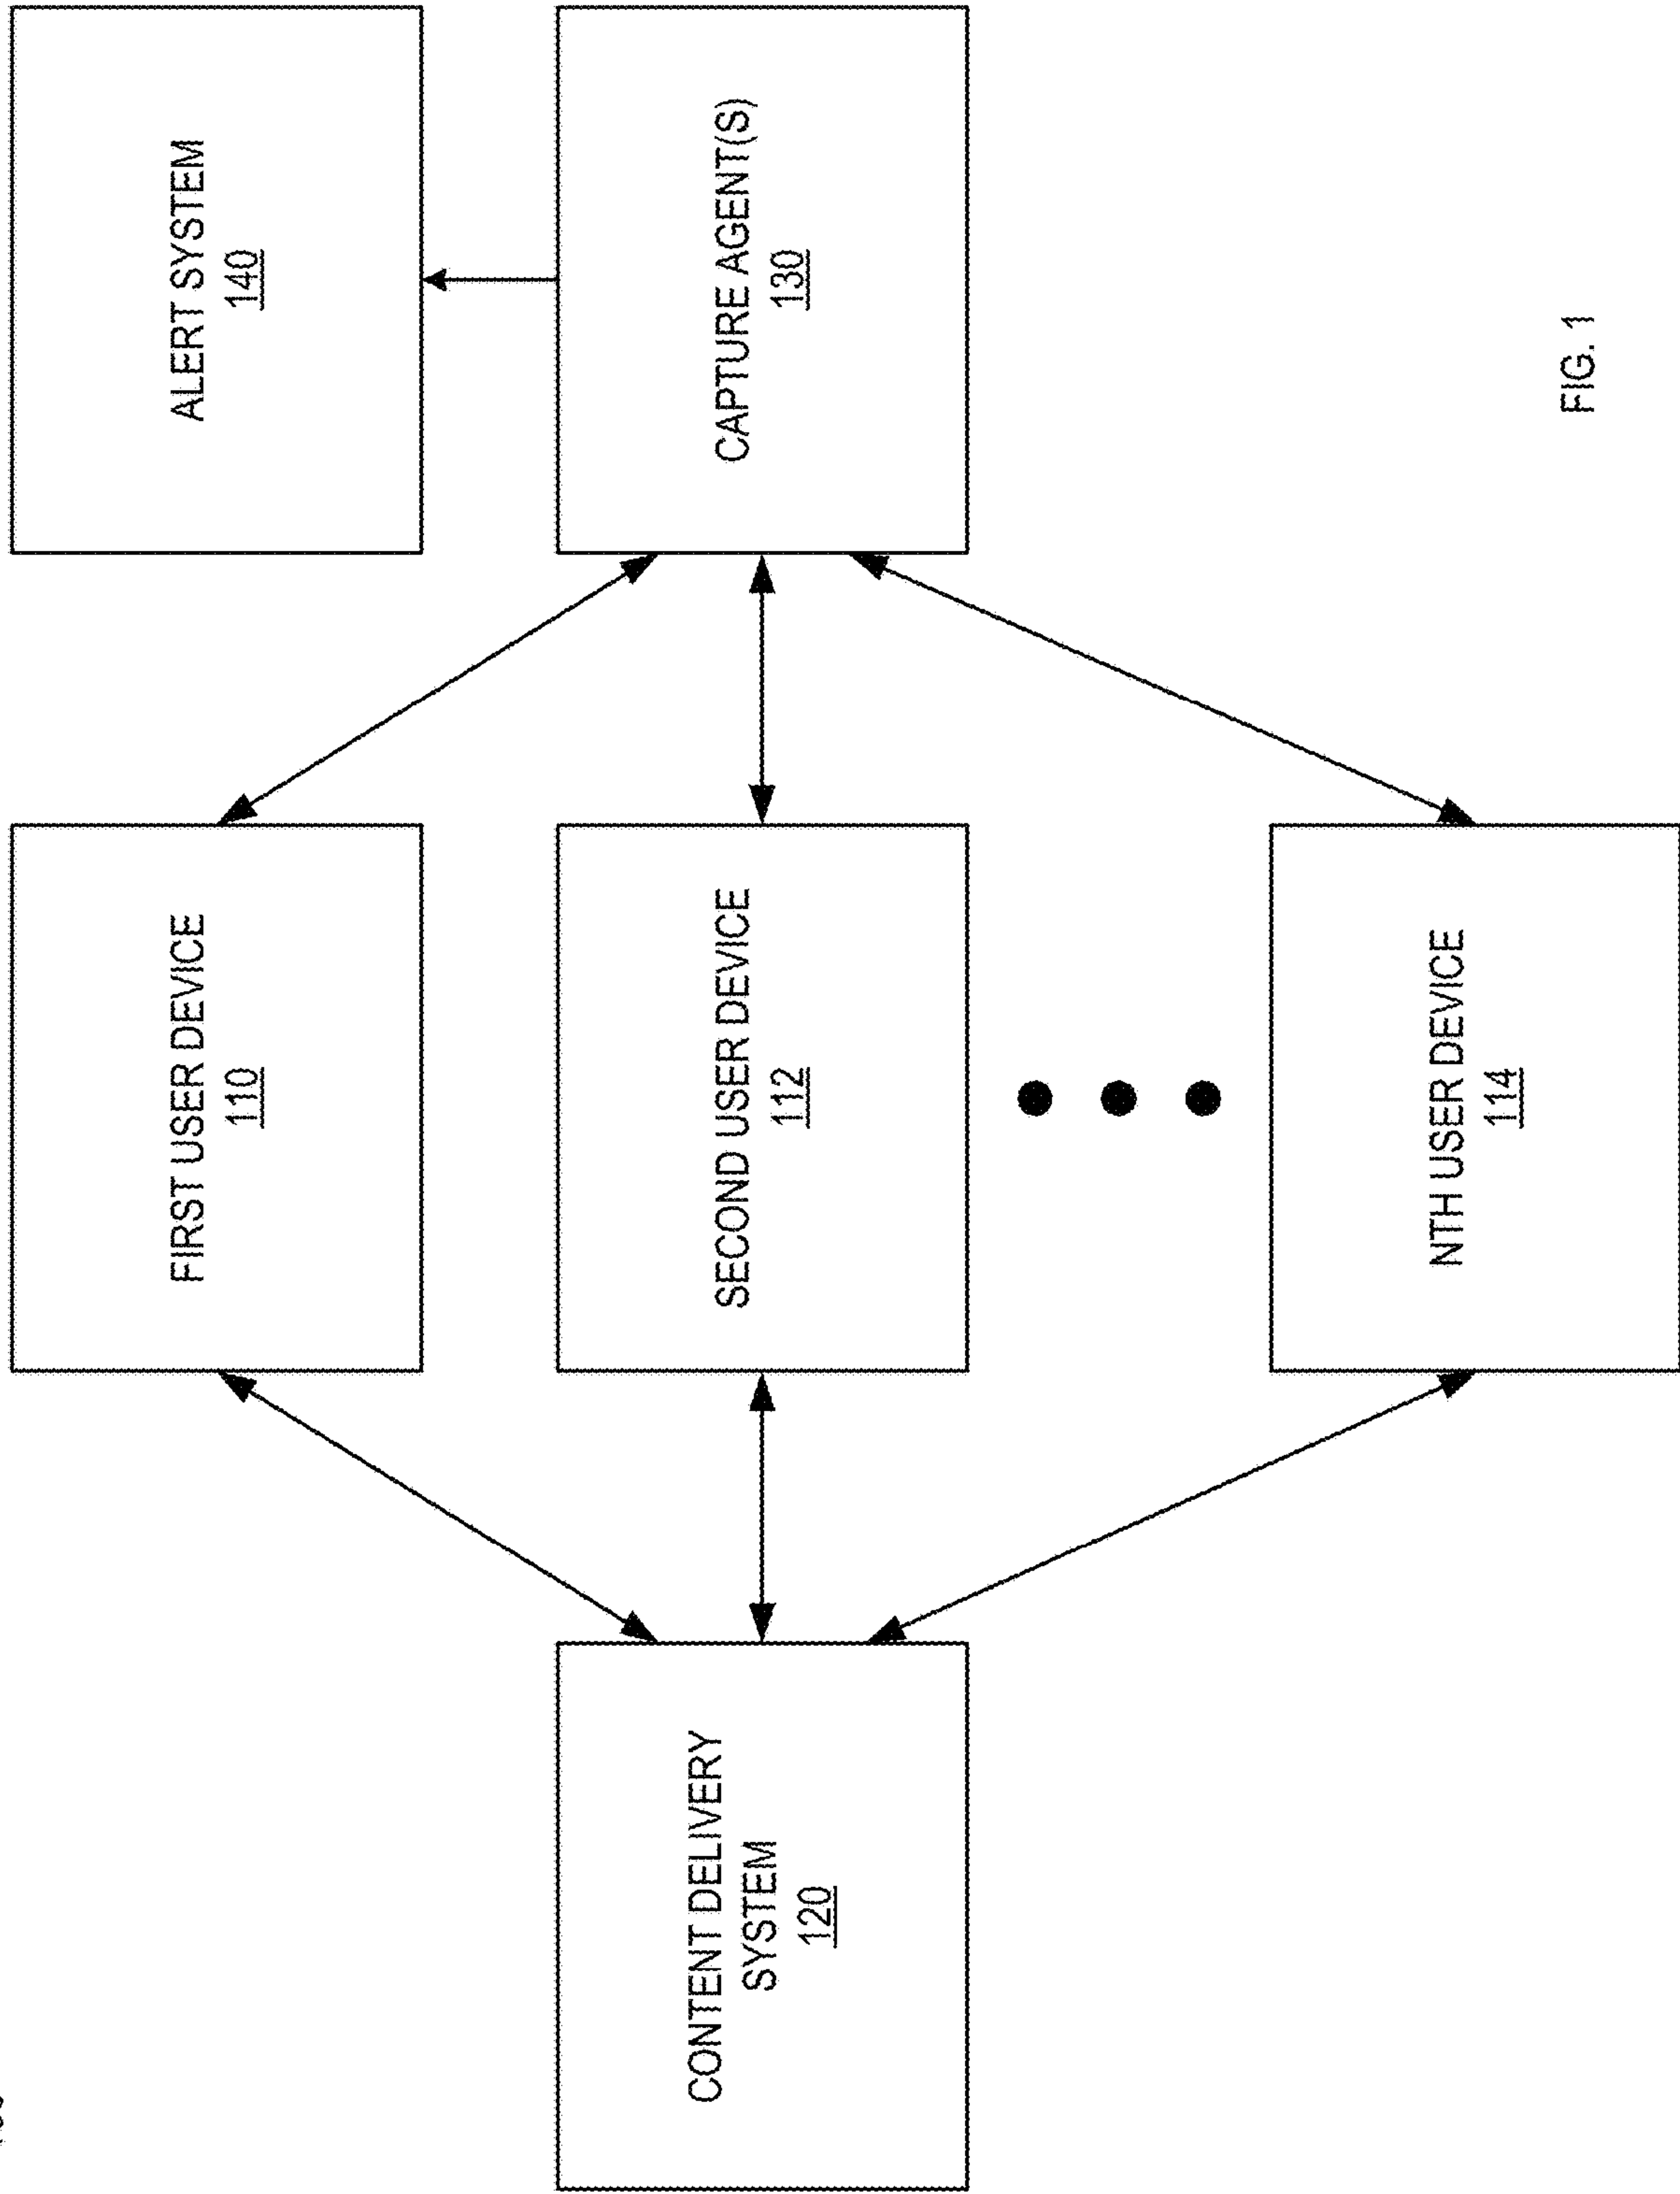 FIRST USER DEVICE
110
ALERT SYSTEM
140
CONTENT DELIVERY
SYSTEM
120
SECOND USER DEVICE
112
CAPTURE AGENT(S)
130
NTH USER DEVICE
114
FIG. 1